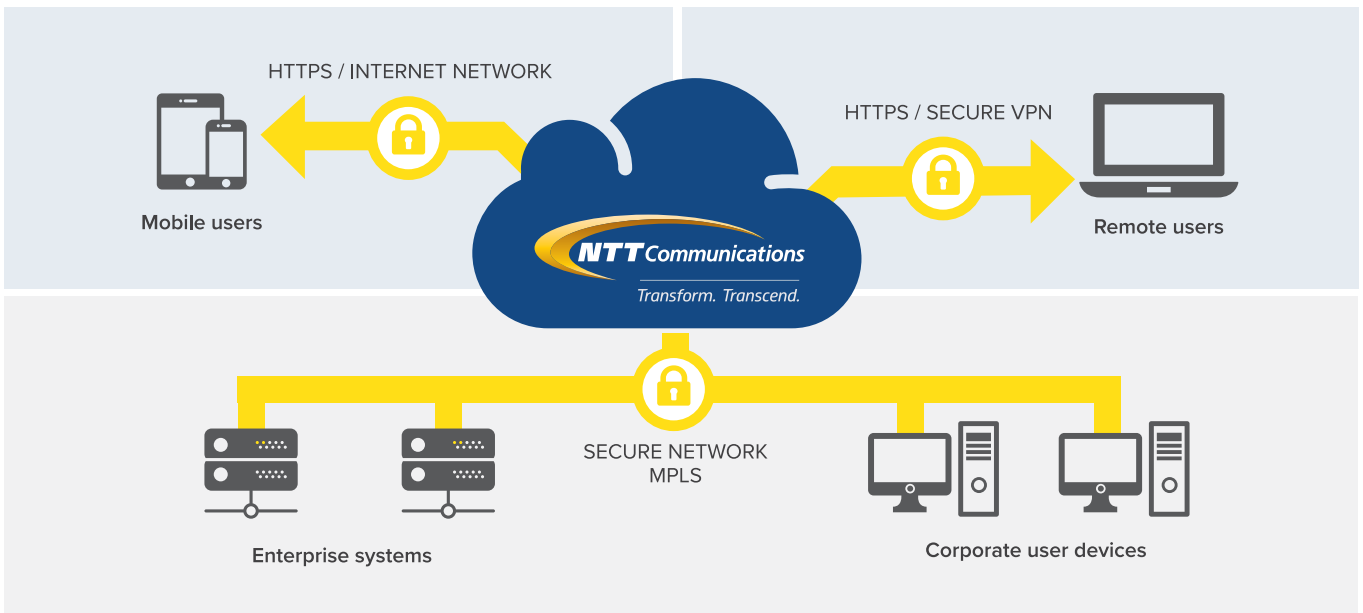 HTTPS / INTERNET NETWORK
HTTPS / SECURE VPN
Mobile users
Remote users
NTT Communications
Transform. Transcend.
SECURE NETWORK
MPLS
Enterprise systems
Corporate user devices